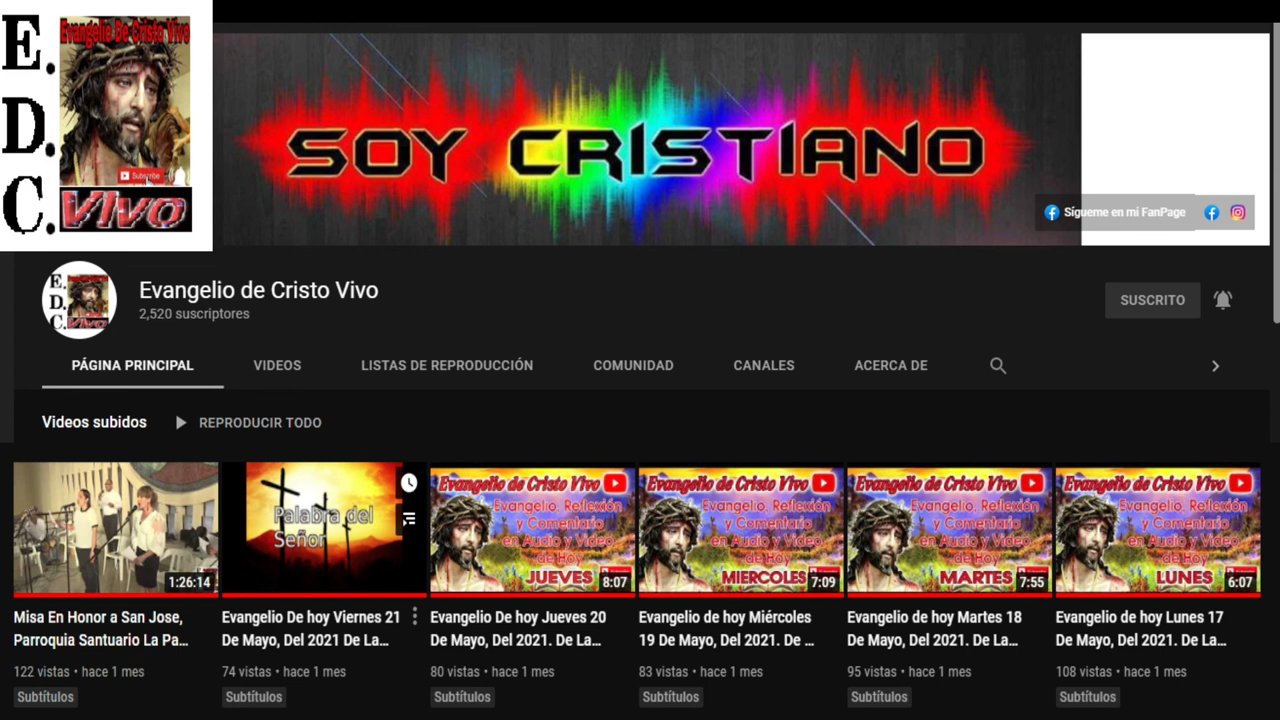 E.
D.
C.
Evangelio De Cristo Vivo
Subscribe
Vivo
SOY CRISTIANO
Sígueme en mi FanPage
E.
D.
C.
Vivo
Evangelio de Cristo Vivo
2,520 suscriptores
SUSCRITO
PÁGINA PRINCIPAL VIDEOS LISTAS DE REPRODUCCIÓN COMUNIDAD CANALES ACERCA DE
Videos subidos REPRODUCIR TODO
1:26:14
Misa En Honor a San Jose,
Parroquia Santuario La Pa...
122 vistas • hace 1 mes
Subtítulos
Palabra del
Señor
Evangelio De hoy Viernes 21
De Mayo, Del 2021 De La...
74 vistas • hace 1 mes
Subtítulos
Evangelio de Cristo Vivo
Evangelio, Reflexión
y Comentario
en Audio y Video
de Hoy
JUEVES 8:07
Evangelio De hoy Jueves 20
De Mayo, Del 2021. De La...
80 vistas • hace 1 mes
Subtítulos
Evangelio de Cristo Vivo
Evangelio, Reflexión
y Comentario
en Audio y Video
de Hoy
MIERCOLES 7:09
Evangelio de hoy Miércoles
19 De Mayo, Del 2021. De ...
83 vistas • hace 1 mes
Subtítulos
Evangelio de Cristo Vivo
Evangelio, Reflexión
y Comentario
en Audio y Video
de Hoy
MARTES 7:55
Evangelio de hoy Martes 18
De Mayo, Del 2021. De La...
95 vistas • hace 1 mes
Subtítulos
Evangelio de Cristo Vivo
Evangelio, Reflexión
y Comentario
en Audio y Video
de Hoy
LUNES 6:07
Evangelio de hoy Lunes 17
De Mayo, Del 2021. De La...
108 vistas • hace 1 mes
Subtítulos